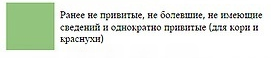 Ранее не привитые, не болевшие, не имеющие
сведений и однократно привитые (для кори и
краснухи)